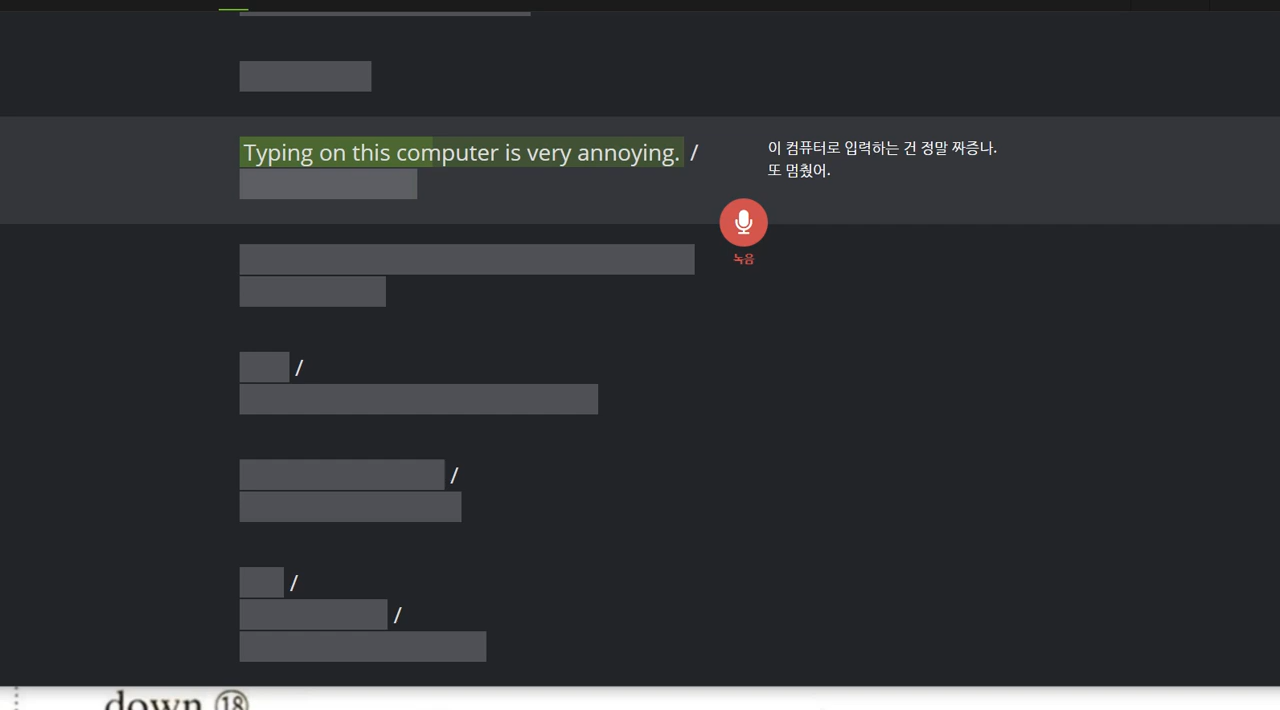 Typing on this computer is very annoying. /
이 컴퓨터로 입력하는 건 정말 짜증나.
또 멈췄어.
녹음
/
/
/
/
down ⑱